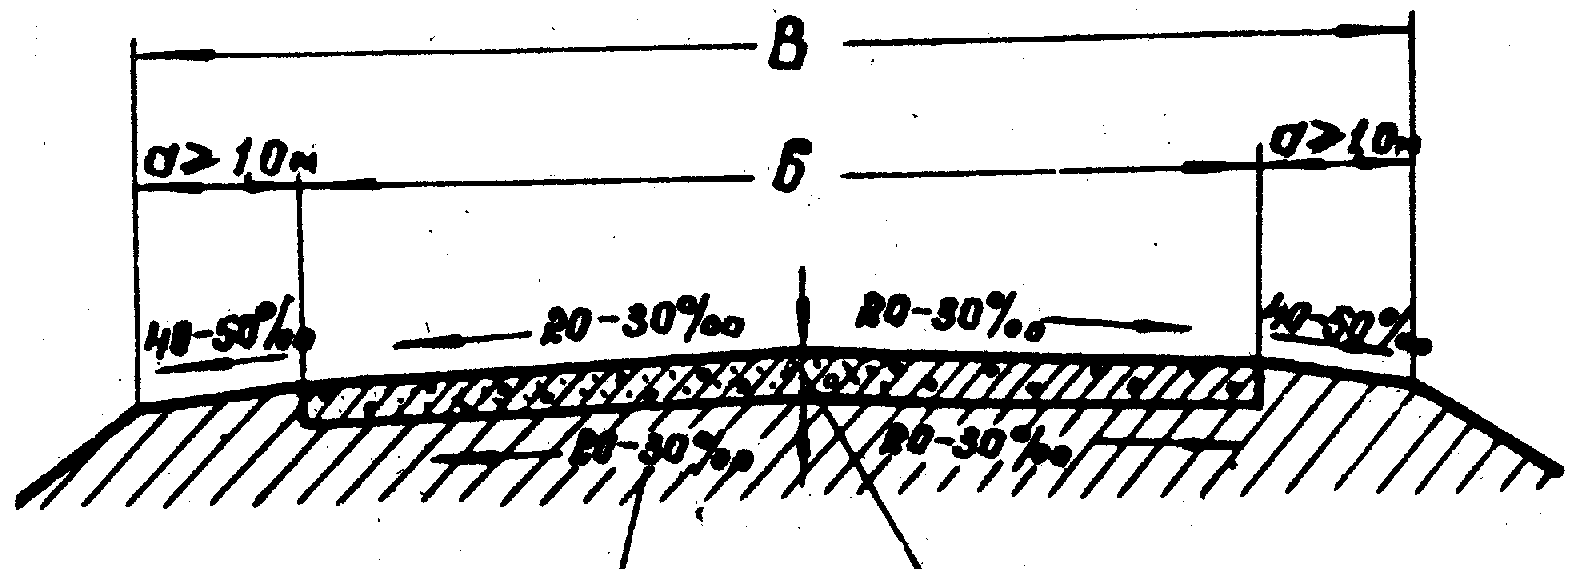 В
а ≥ 1,0м б а ≥ 1,0м
40-50‰ 20-30‰ 20-30‰ 40-50‰
20-30‰ 20-30‰